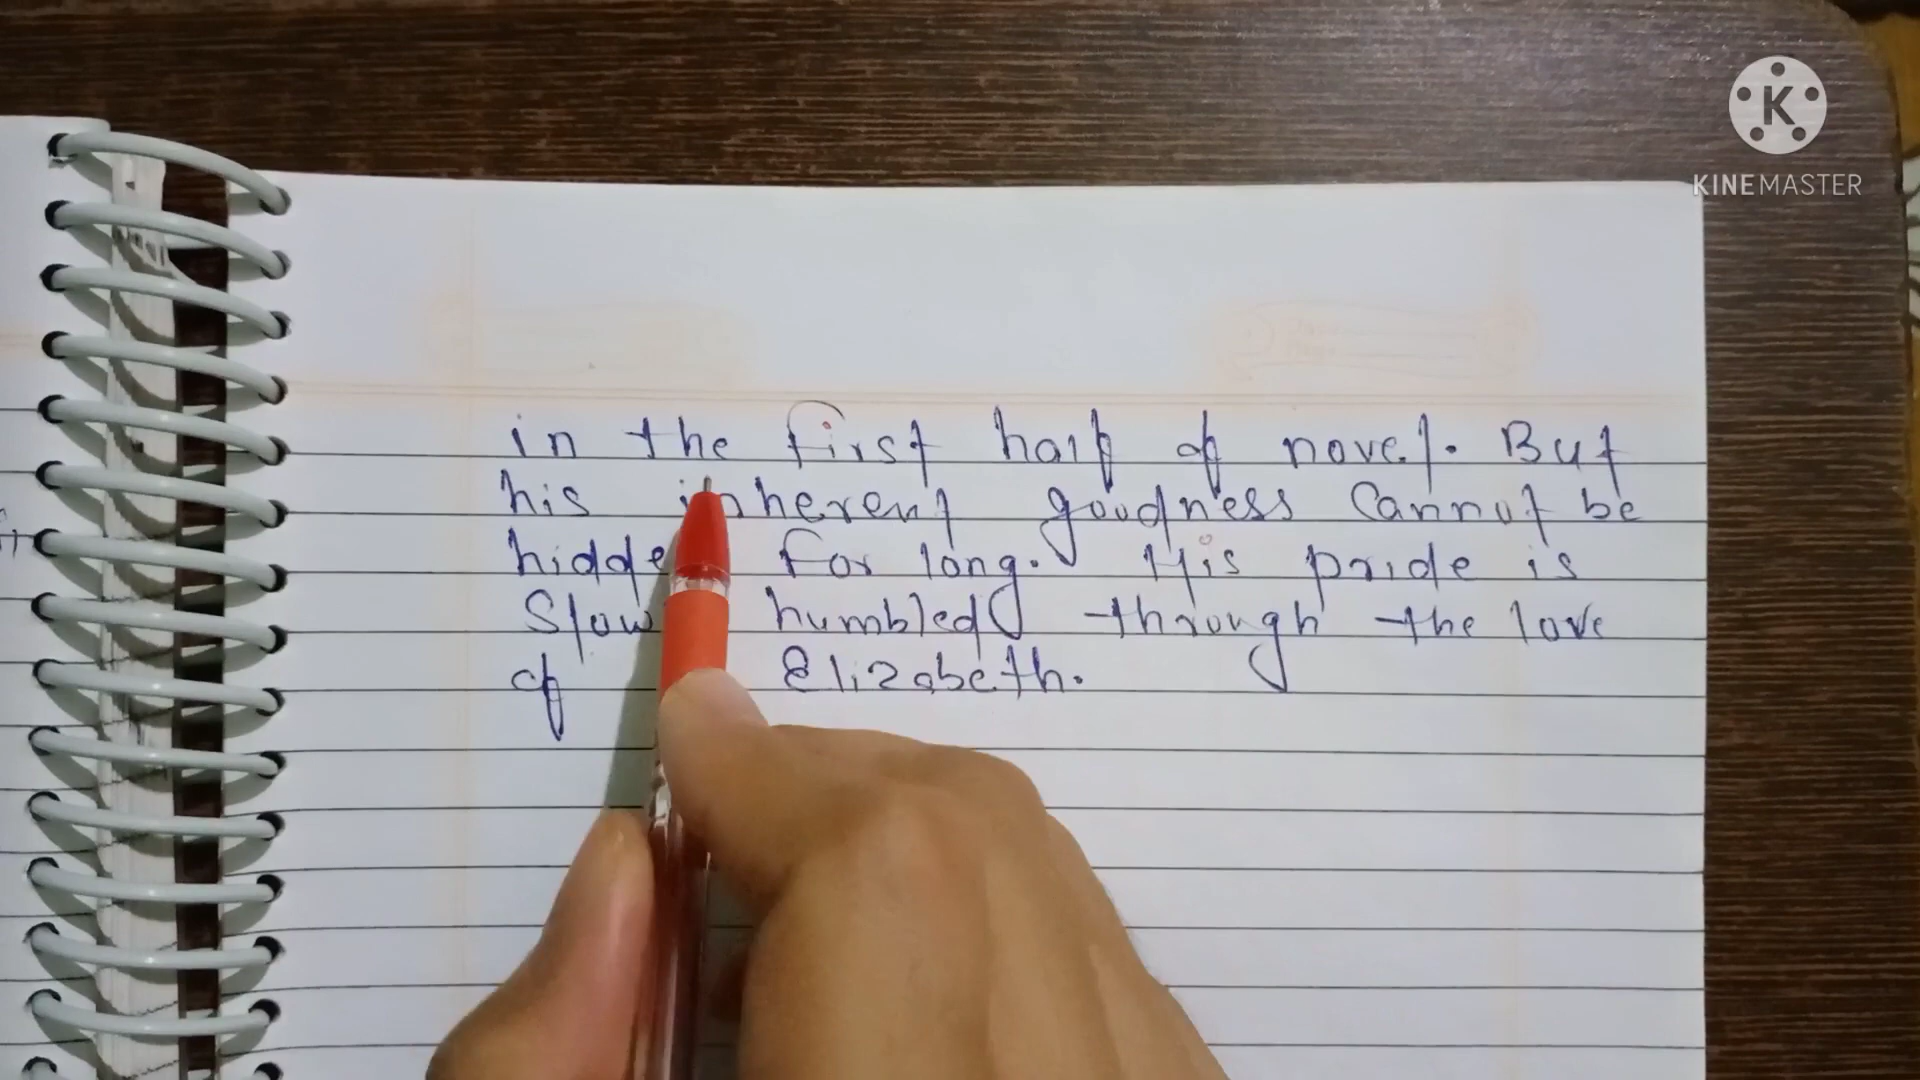 in the first half of novel. But
his inherent goodness cannot be
hidde for long. His pride is
Slow humbled through the love
of Elizabeth.
K
KINEMASTER